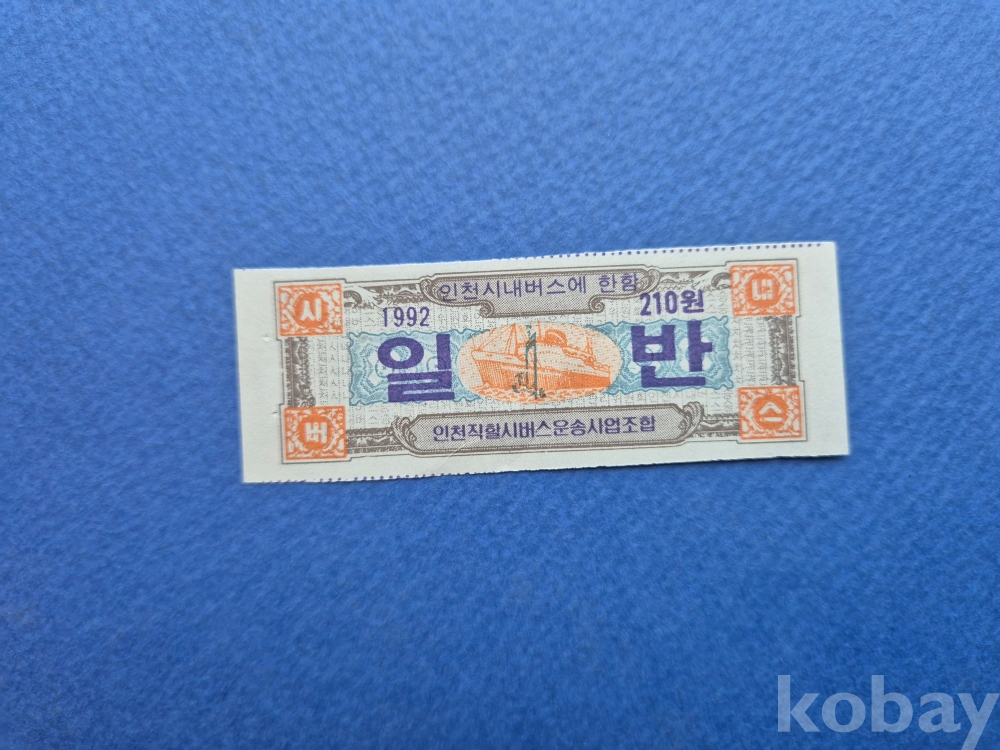 인천시내버스에 한함
시 내
1992 210원
일 반
버 스
인천직할시버스운송사업조합
kobay